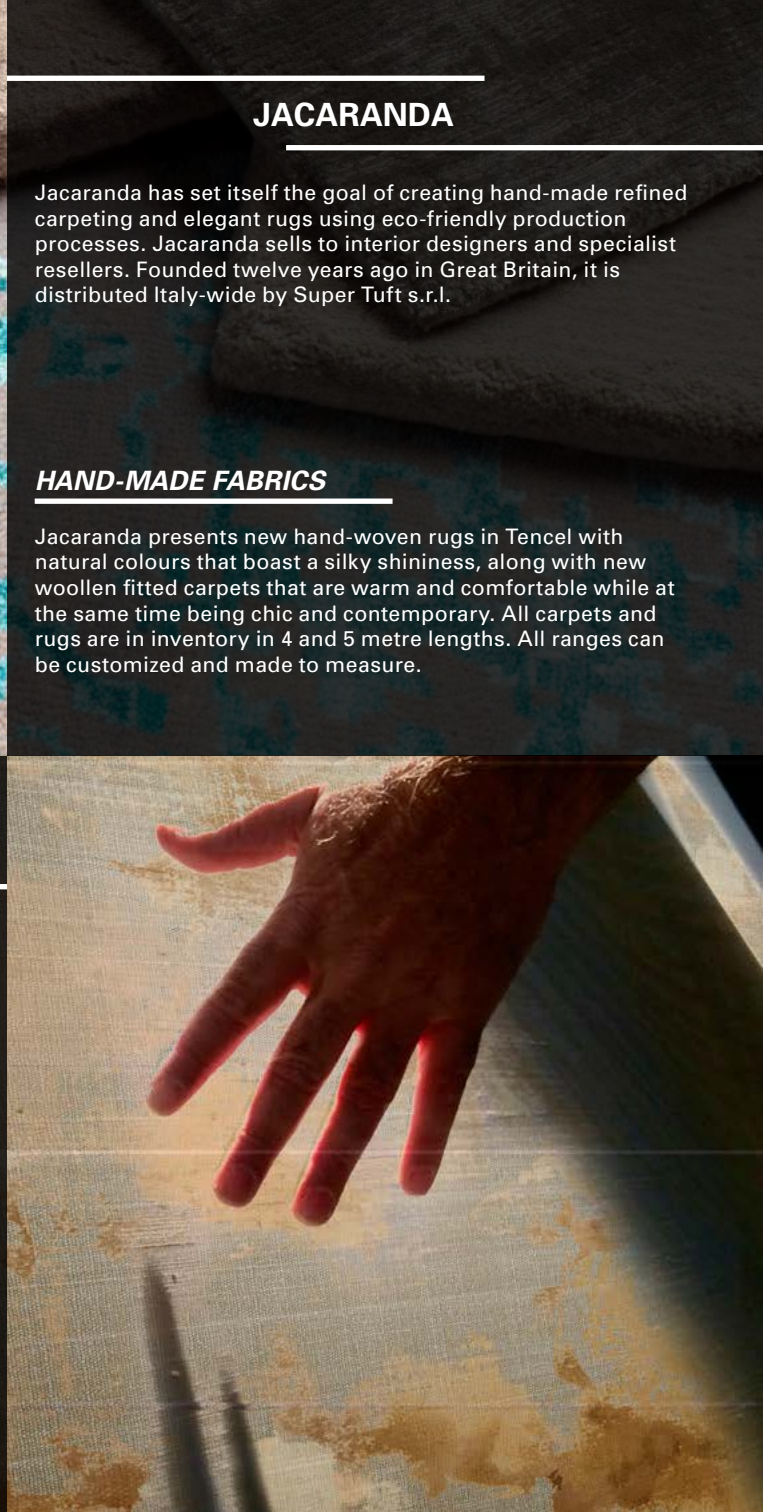 JACARANDA
Jacaranda has set itself the goal of creating hand-made refined
carpeting and elegant rugs using eco-friendly production
processes. Jacaranda sells to interior designers and specialist
resellers. Founded twelve years ago in Great Britain, it is
distributed Italy-wide by Super Tuft s.r.l.
HAND-MADE FABRICS
Jacaranda presents new hand-woven rugs in Tencel with
natural colours that boast a silky shininess, along with new
woollen fitted carpets that are warm and comfortable while at
the same time being chic and contemporary. All carpets and
rugs are in inventory in 4 and 5 metre lengths. All ranges can
be customized and made to measure.